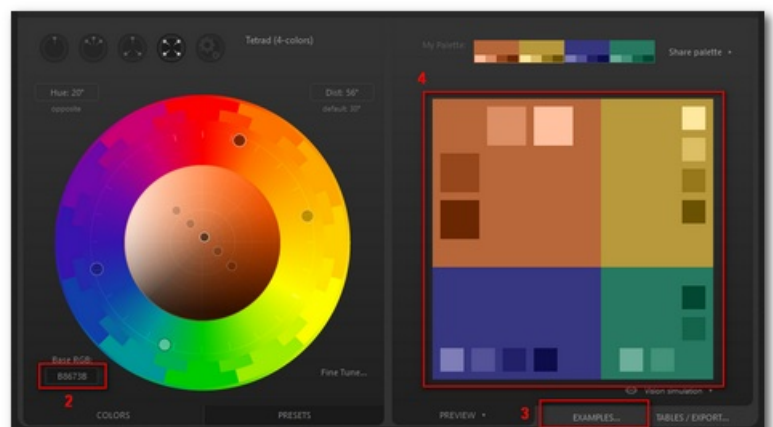 Tetrad (4-colors)
My Palette:
Share palette
4
Hue: 20°
opposite
Dist: 56°
default: 30°
Base RGB:
B8673B
2
Fine Tune...
Vision simulation
COLORS
PRESETS
PREVIEW
3
EXAMPLES...
TABLES / EXPORT...